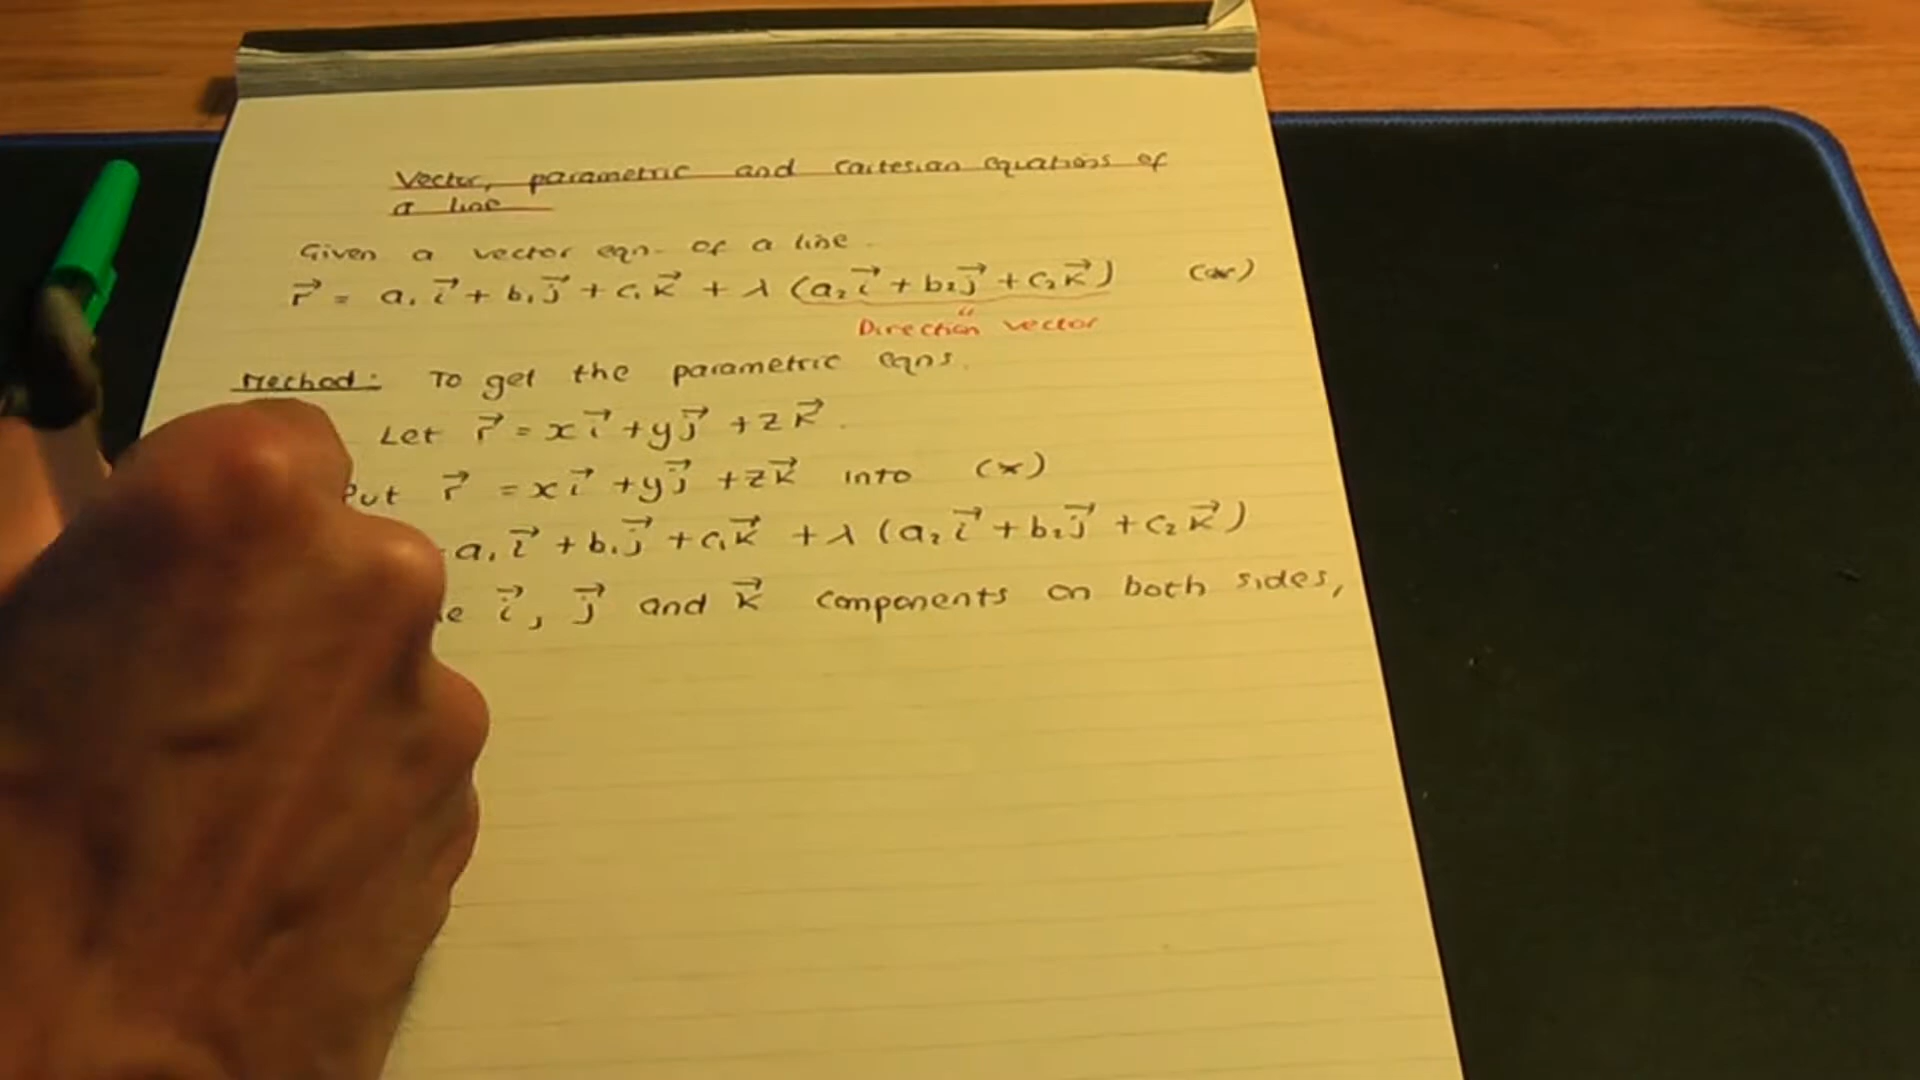 Vector, parametric and Cartesian equations of
a line
Given a vector eqn. of a line.
r⃗ = a₁i⃗ + b₁j⃗ + c₁k⃗ + λ (a₂i⃗ + b₂j⃗ + c₂k⃗) (*)
"
Direction vector
Method: To get the parametric eqns.
Let r⃗ = xi⃗ + yj⃗ + zk⃗.
Put r⃗ = xi⃗ + yj⃗ + zk⃗ into (*)
a₁i⃗ + b₁j⃗ + c₁k⃗ + λ (a₂i⃗ + b₂j⃗ + c₂k⃗)
i⃗, j⃗ and k⃗ components on both sides,